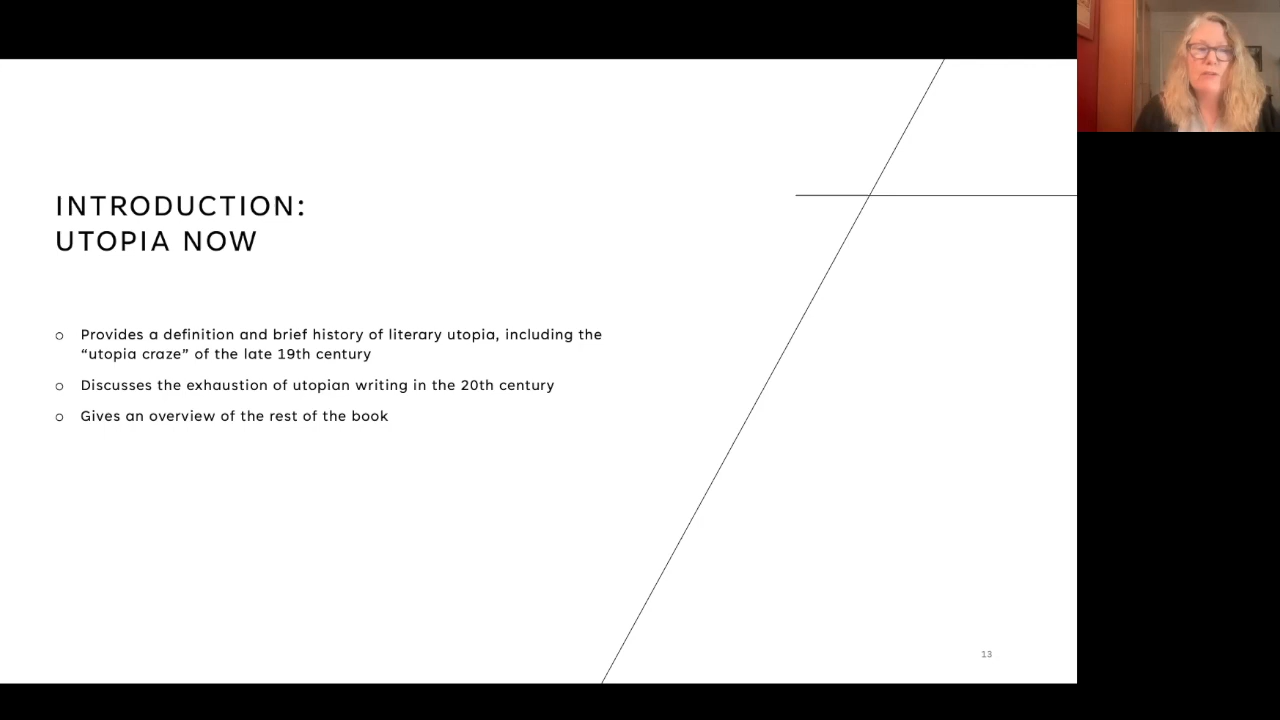 INTRODUCTION:
UTOPIA NOW
o Provides a definition and brief history of literary utopia, including the
“utopia craze” of the late 19th century
o Discusses the exhaustion of utopian writing in the 20th century
o Gives an overview of the rest of the book
13